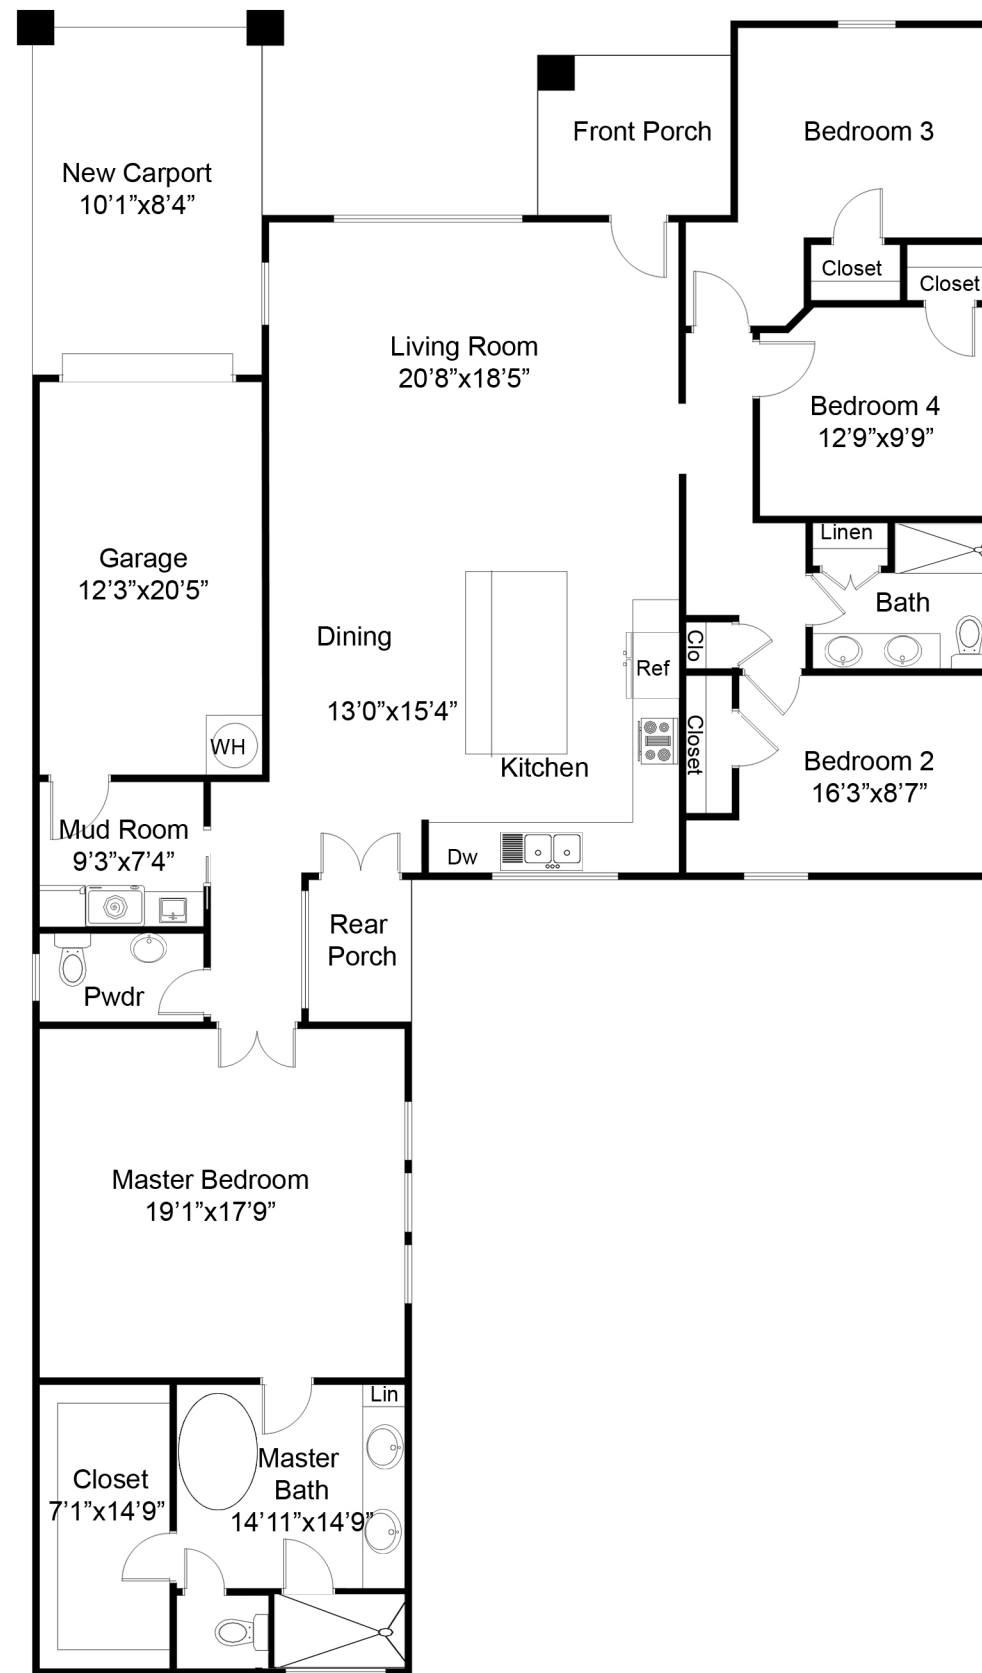 Front Porch
Bedroom 3
New Carport
10’1”x8’4”
Closet
Closet
Living Room
20’8”x18’5”
Bedroom 4
12’9”x9’9”
Linen
Garage
12’3”x20’5”
Bath
Dining
Clo
Ref
13’0”x15’4”
WH
Closet
Kitchen
Bedroom 2
16’3”x8’7”
Mud Room
9’3”x7’4”
Dw
Rear
Porch
Pwdr
Master Bedroom
19’1”x17’9”
Lin
Master
Bath
14’11”x14’9”
Closet
7’1”x14’9”